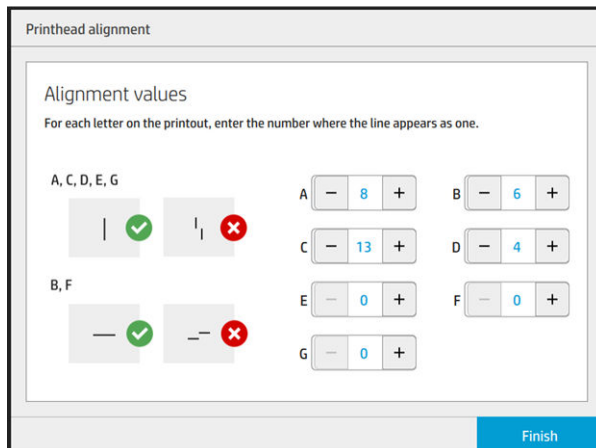 Printhead alignment
Alignment values
For each letter on the printout, enter the number where the line appears as one.
A, C, D, E, G
B, F
A − 8 + B − 6 +
C − 13 + D − 4 +
E − 0 + F − 0 +
G − 0 +
Finish